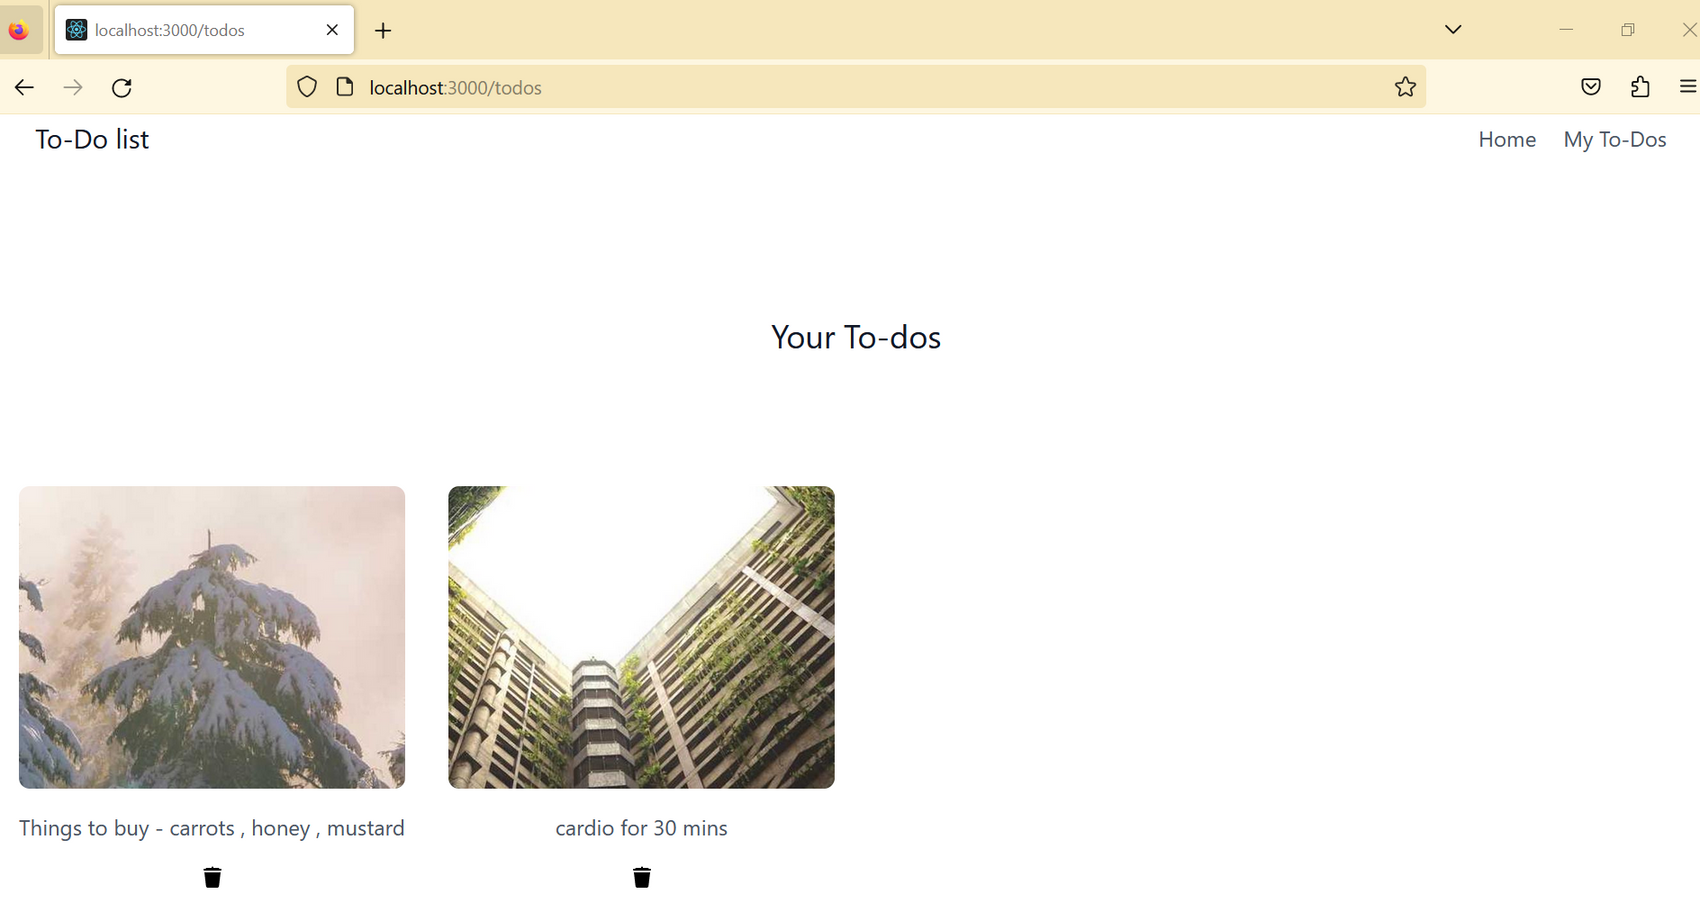 localhost:3000/todos
localhost:3000/todos
To-Do list
Home
My To-Dos
Your To-dos
Things to buy - carrots , honey , mustard
cardio for 30 mins